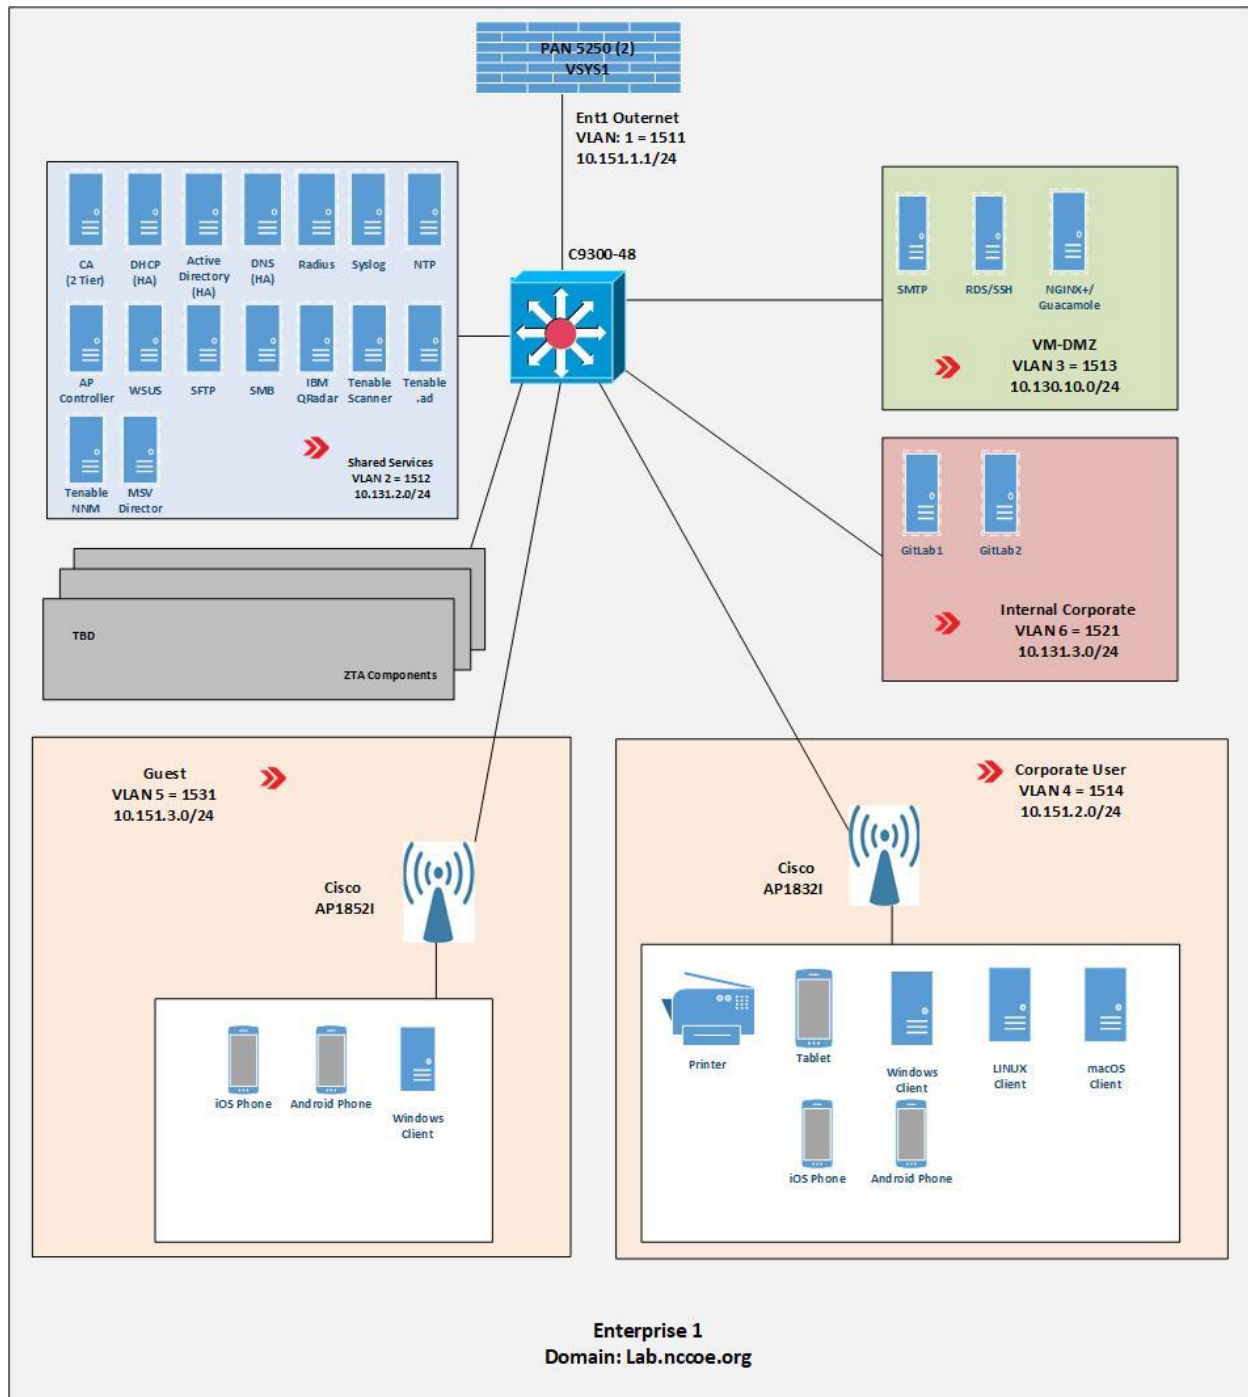 PAN 5250 (2)
VSYS1
Ent1 Outernet
VLAN: 1 = 1511
10.151.1.1/24
C9300-48
CA
(2 Tier)
DHCP
(HA)
Active
Directory
(HA)
DNS
(HA)
Radius
Syslog
NTP
AP
Controller
WSUS
SFTP
SMB
IBM
QRadar
Tenable
Scanner
Tenable
.ad
Tenable
NNM
MSV
Director
Shared Services
VLAN 2 = 1512
10.131.2.0/24
SMTP
RDS/SSH
NGINX+/
Guacamole
VM-DMZ
VLAN 3 = 1513
10.130.10.0/24
GitLab1
GitLab2
Internal Corporate
VLAN 6 = 1521
10.131.3.0/24
TBD
ZTA Components
Guest
VLAN 5 = 1531
10.151.3.0/24
Cisco
AP1852I
iOS Phone
Android Phone
Windows
Client
Corporate User
VLAN 4 = 1514
10.151.2.0/24
Cisco
AP1832I
Printer
Tablet
Windows
Client
LINUX
Client
macOS
Client
iOS Phone
Android Phone
Enterprise 1
Domain: Lab.nccoe.org